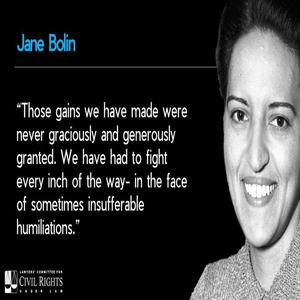 Jane Bolin
“Those gains we have made were
never graciously and generously
granted. We have had to fight
every inch of the way- in the face
of sometimes insufferable
humiliations.”
LAWYERS' COMMITTEE FOR
CIVIL RIGHTS
UNDER LAW